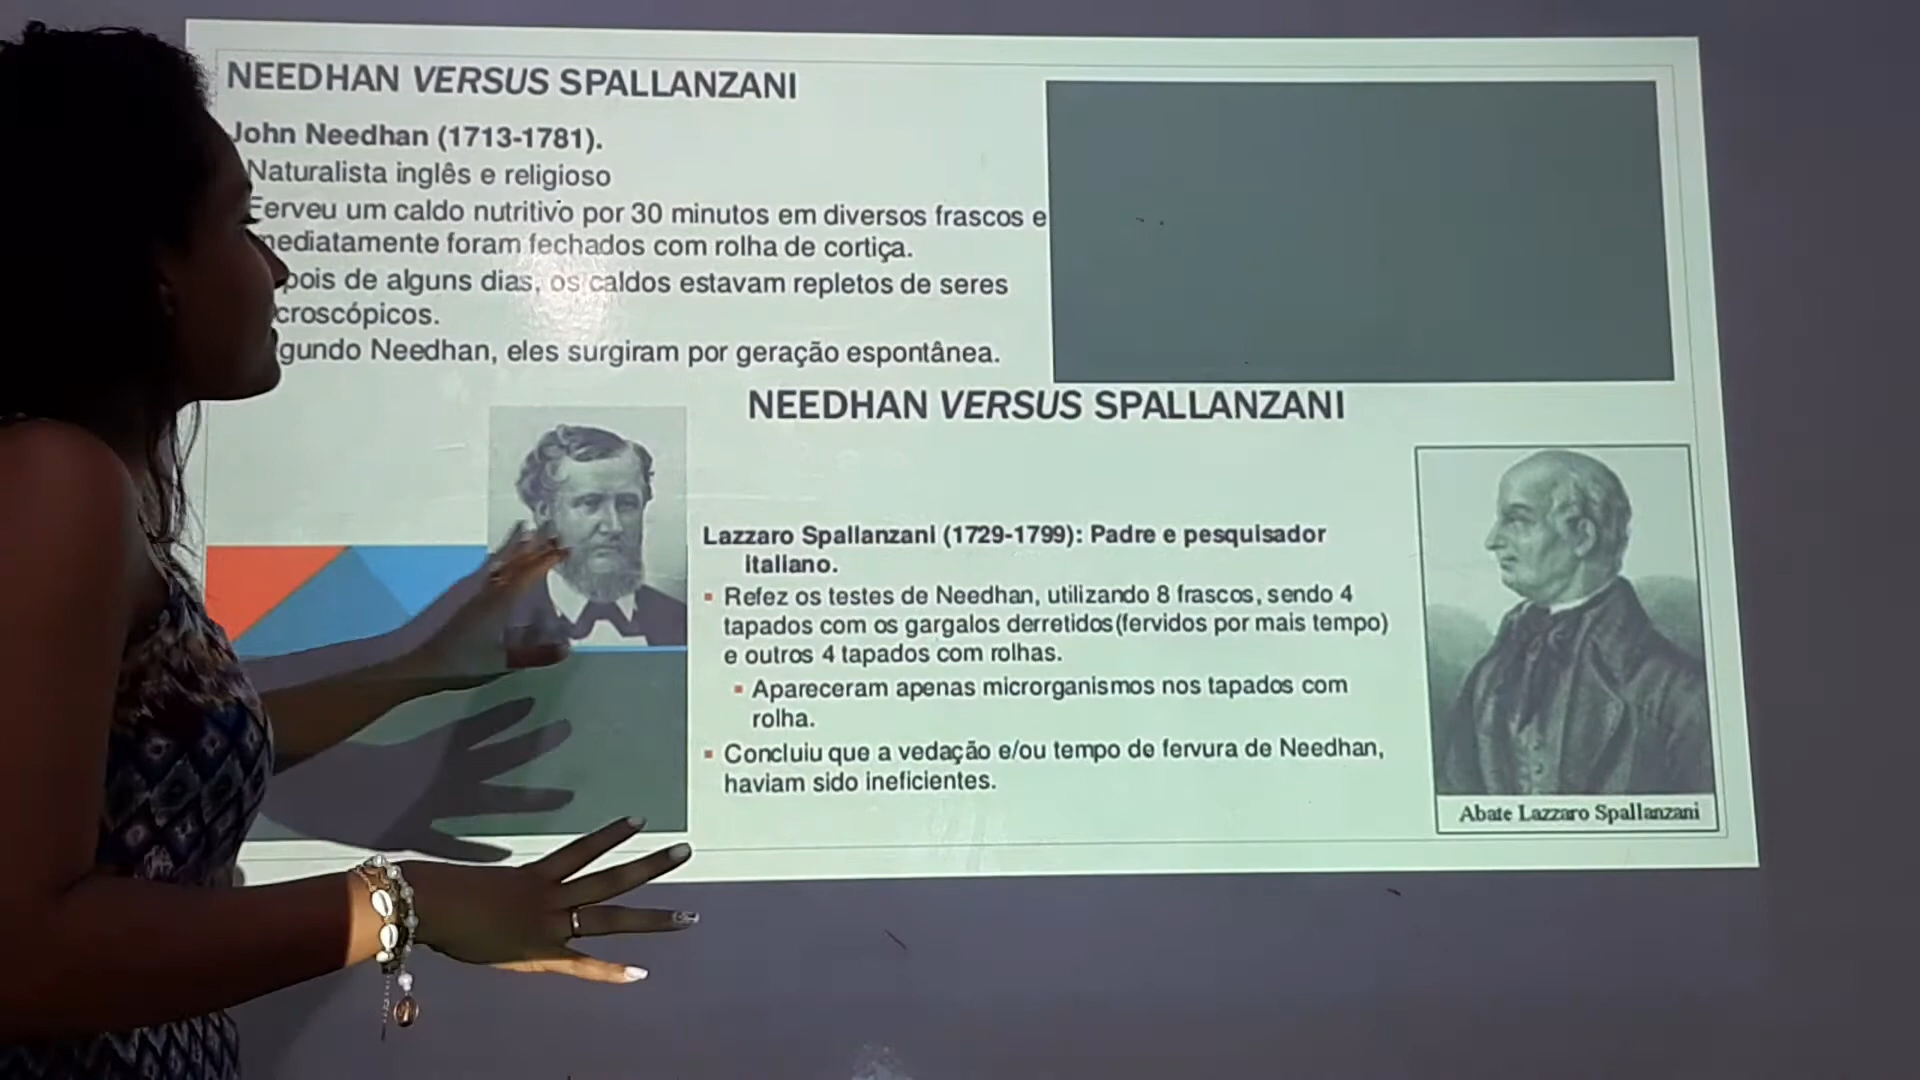 NEEDHAN VERSUS SPALLANZANI
John Needhan (1713-1781).
Naturalista inglês e religioso
Ferveu um caldo nutritivo por 30 minutos em diversos frascos e
mediatamente foram fechados com rolha de cortiça.
pois de alguns dias, os caldos estavam repletos de seres
croscópicos.
gundo Needhan, eles surgiram por geração espontânea.
NEEDHAN VERSUS SPALLANZANI
Lazzaro Spallanzani (1729-1799): Padre e pesquisador
Italiano.
Refez os testes de Needhan, utilizando 8 frascos, sendo 4
tapados com os gargalos derretidos(fervidos por mais tempo)
e outros 4 tapados com rolhas.
Apareceram apenas microrganismos nos tapados com
rolha.
Concluiu que a vedação e/ou tempo de fervura de Needhan,
haviam sido ineficientes.
Abate Lazzaro Spallanzani